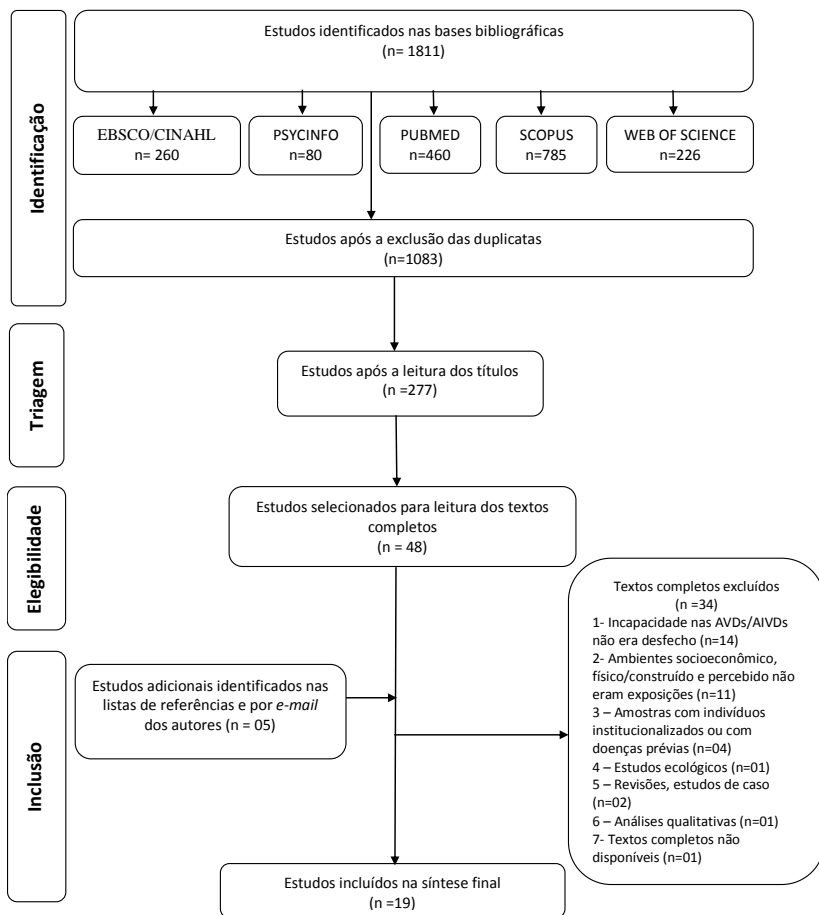 Estudos identificados nas bases bibliográficas
(n= 1811)
EBSCO/CINAHL
n= 260
PSYCINFO
n=80
PUBMED
n=460
SCOPUS
n=785
WEB OF SCIENCE
n=226
Identificação
Estudos após a exclusão das duplicatas
(n=1083)
Triagem
Estudos após a leitura dos títulos
(n =277)
Elegibilidade
Estudos selecionados para leitura dos textos
completos
(n = 48)
Textos completos excluídos
(n =34)
1- Incapacidade nas AVDs/AIVDs
não era desfecho (n=14)
2- Ambientes socioeconômico,
físico/construído e percebido não
eram exposições (n=11)
3 – Amostras com indivíduos
institucionalizados ou com
doenças prévias (n=04)
4 – Estudos ecológicos (n=01)
5 – Revisões, estudos de caso
(n=02)
6 – Análises qualitativas (n=01)
7- Textos completos não
disponíveis (n=01)
Inclusão
Estudos adicionais identificados nas
listas de referências e por e-mail
dos autores (n = 05)
Estudos incluídos na síntese final
(n =19)